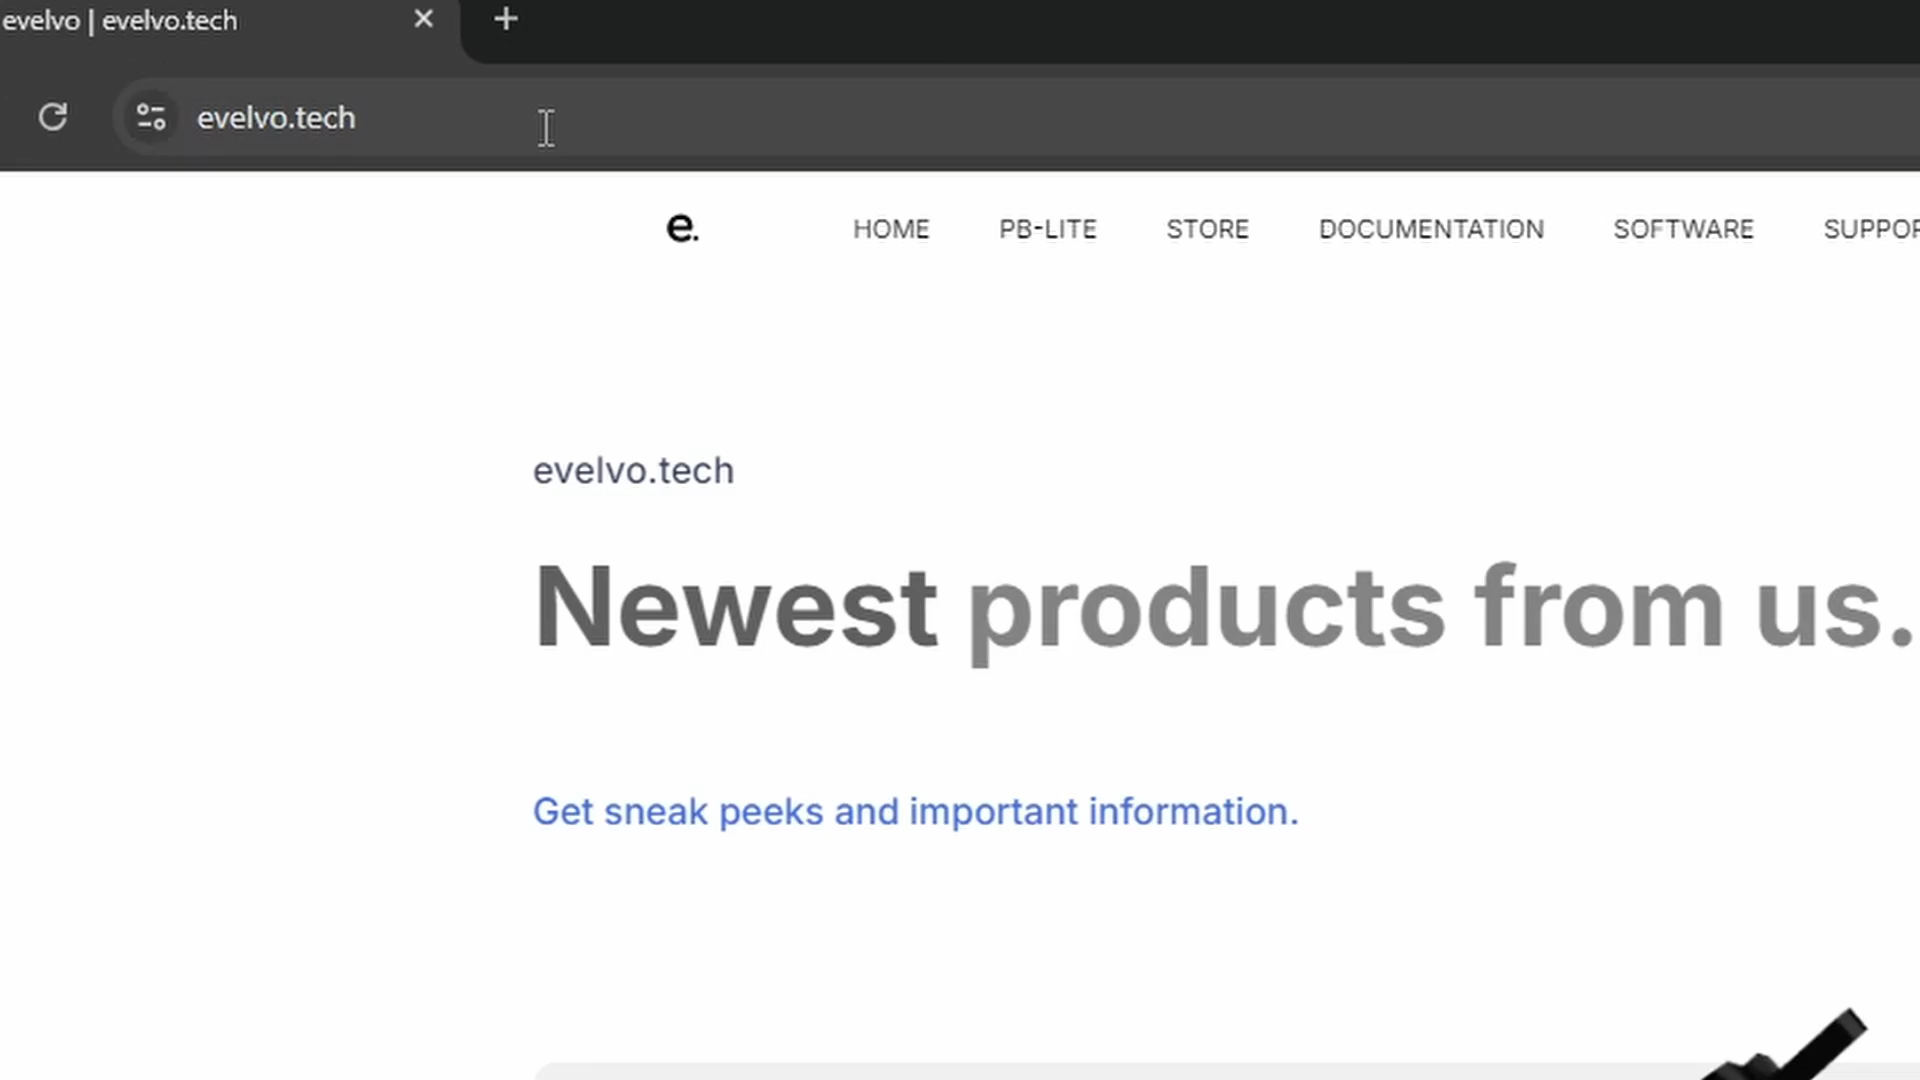 evelvo | evelvo.tech
evelvo.tech
e.
HOME PB-LITE STORE DOCUMENTATION SOFTWARE SUPPOR
evelvo.tech
Newest products from us.
Get sneak peeks and important information.